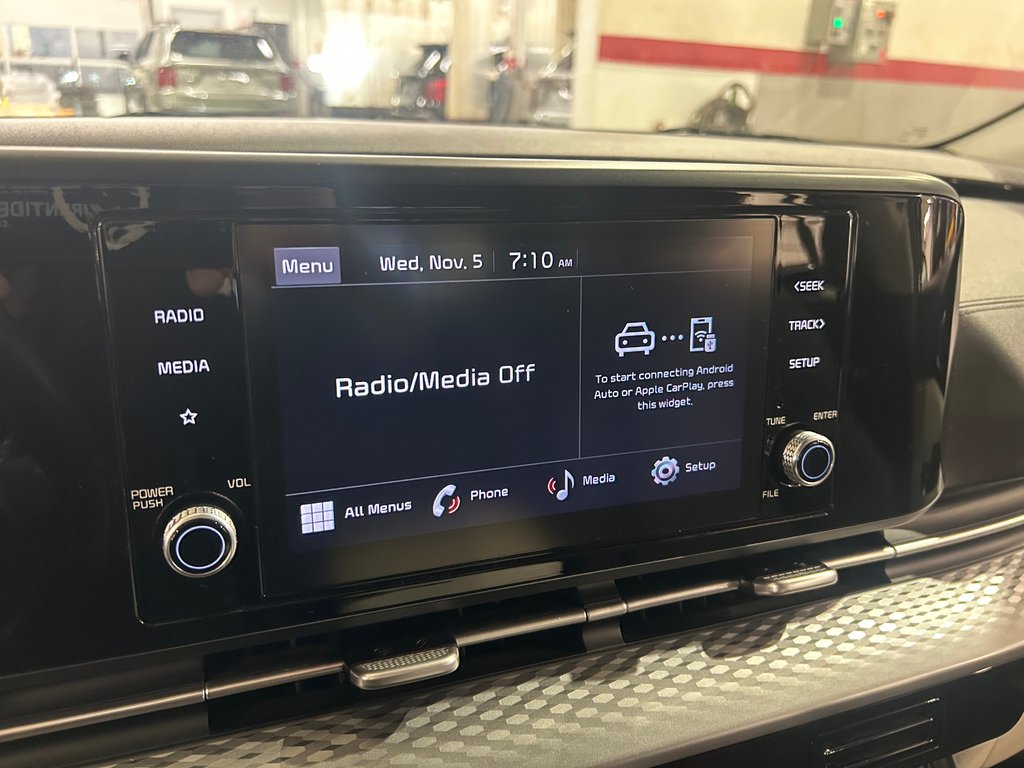 Menu
Wed, Nov. 5
7:10 AM
RADIO
MEDIA
POWER
PUSH
VOL
Radio/Media Off
To start connecting Android
Auto or Apple CarPlay, press
this widget.
All Menus
Phone
Media
Setup
<SEEK
TRACK>
SETUP
TUNE
ENTER
FILE